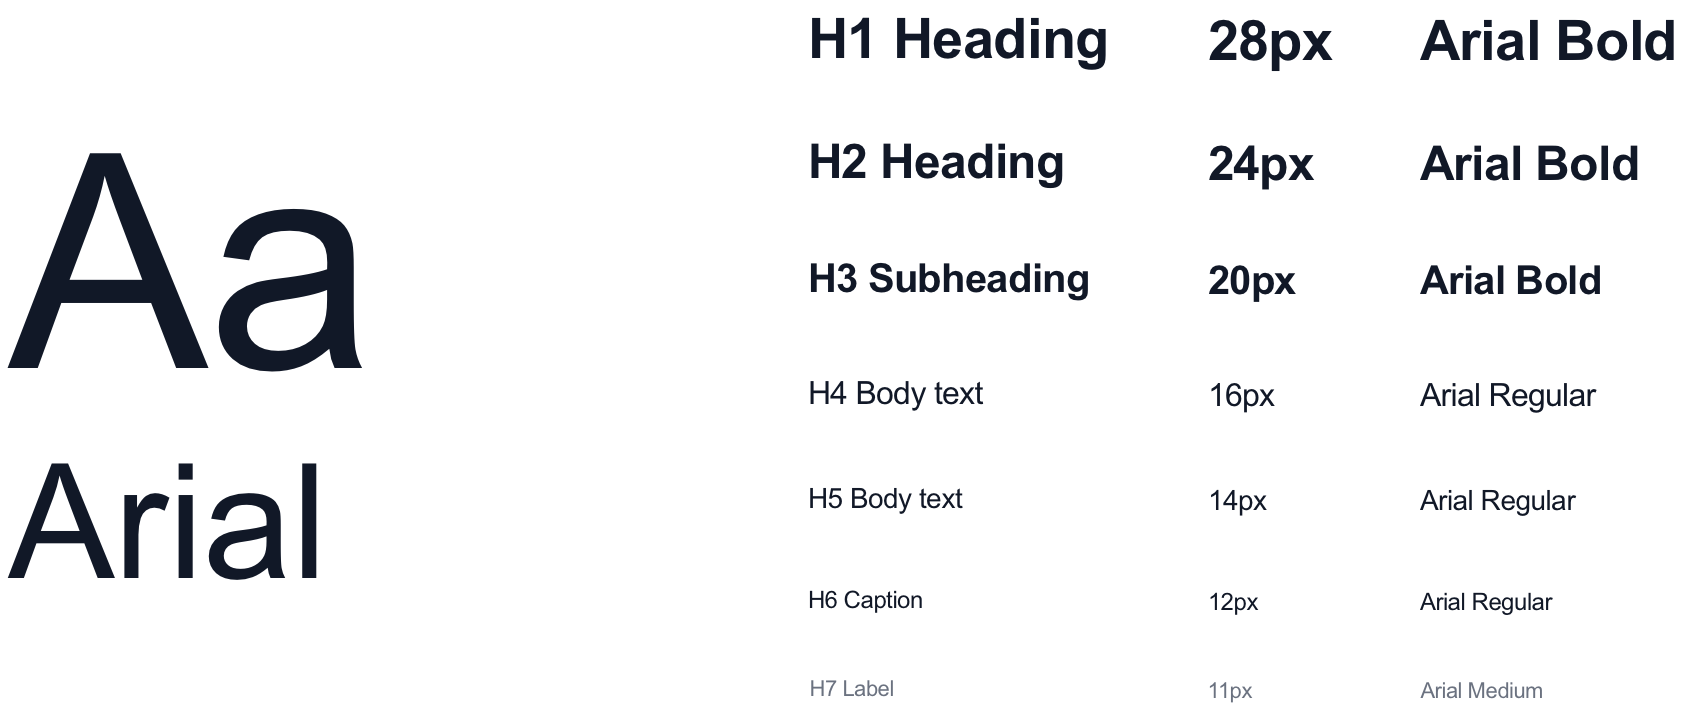 Aa
Arial
H1 Heading 28px Arial Bold
H2 Heading 24px Arial Bold
H3 Subheading 20px Arial Bold
H4 Body text 16px Arial Regular
H5 Body text 14px Arial Regular
H6 Caption 12px Arial Regular
H7 Label 11px Arial Medium